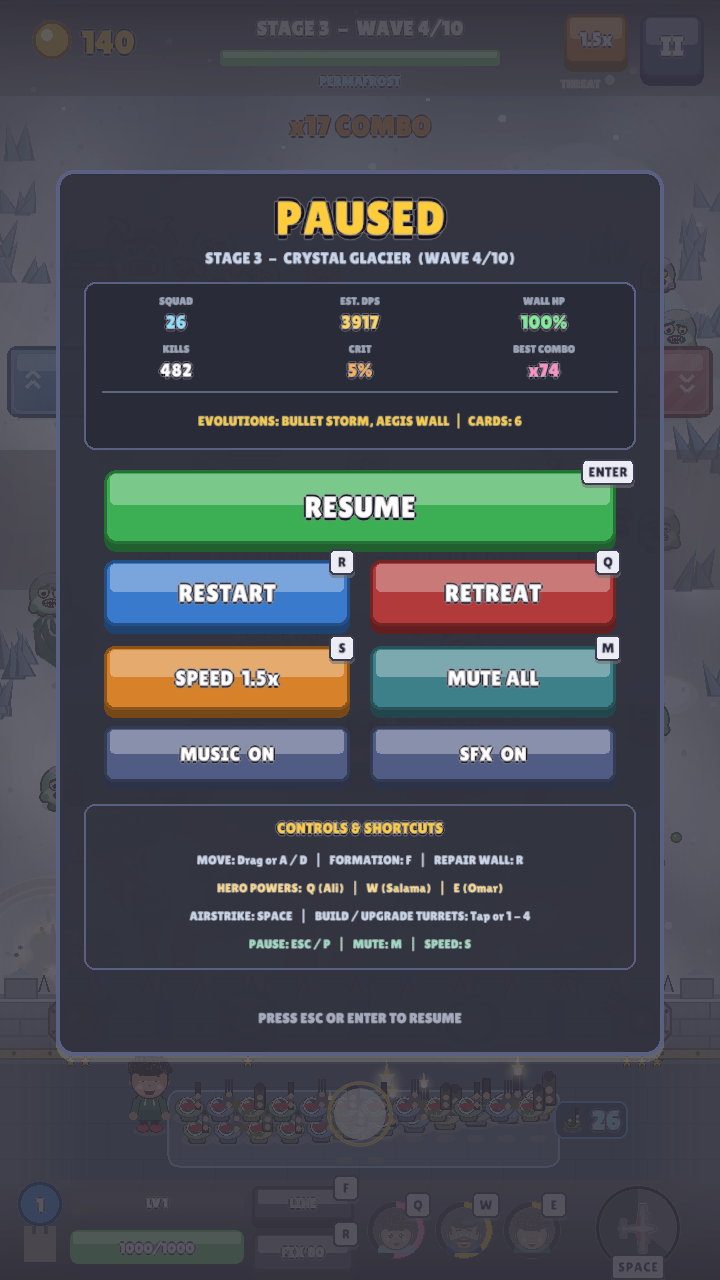 140
STAGE 3 – WAVE 4/10
1.5x
II
PERMAFROST
THREAT
x17 COMBO
PAUSED
STAGE 3 – CRYSTAL GLACIER (WAVE 4/10)
SQUAD EST. DPS WALL HP
26 3917 100%
KILLS CRIT BEST COMBO
482 5% x74
EVOLUTIONS: BULLET STORM, AEGIS WALL | CARDS: 6
ENTER
RESUME
R Q
RESTART RETREAT
S M
SPEED 1.5x MUTE ALL
MUSIC ON SFX ON
CONTROLS & SHORTCUTS
MOVE: Drag or A / D | FORMATION: F | REPAIR WALL: R
HERO POWERS: Q (Ali) | W (Salama) | E (Omar)
AIRSTRIKE: SPACE | BUILD / UPGRADE TURRETS: Tap or 1 – 4
PAUSE: ESC / P | MUTE: M | SPEED: S
PRESS ESC OR ENTER TO RESUME
26
1 LV 1 LINE F Q W E
1000/1000 FIX 80 R
SPACE